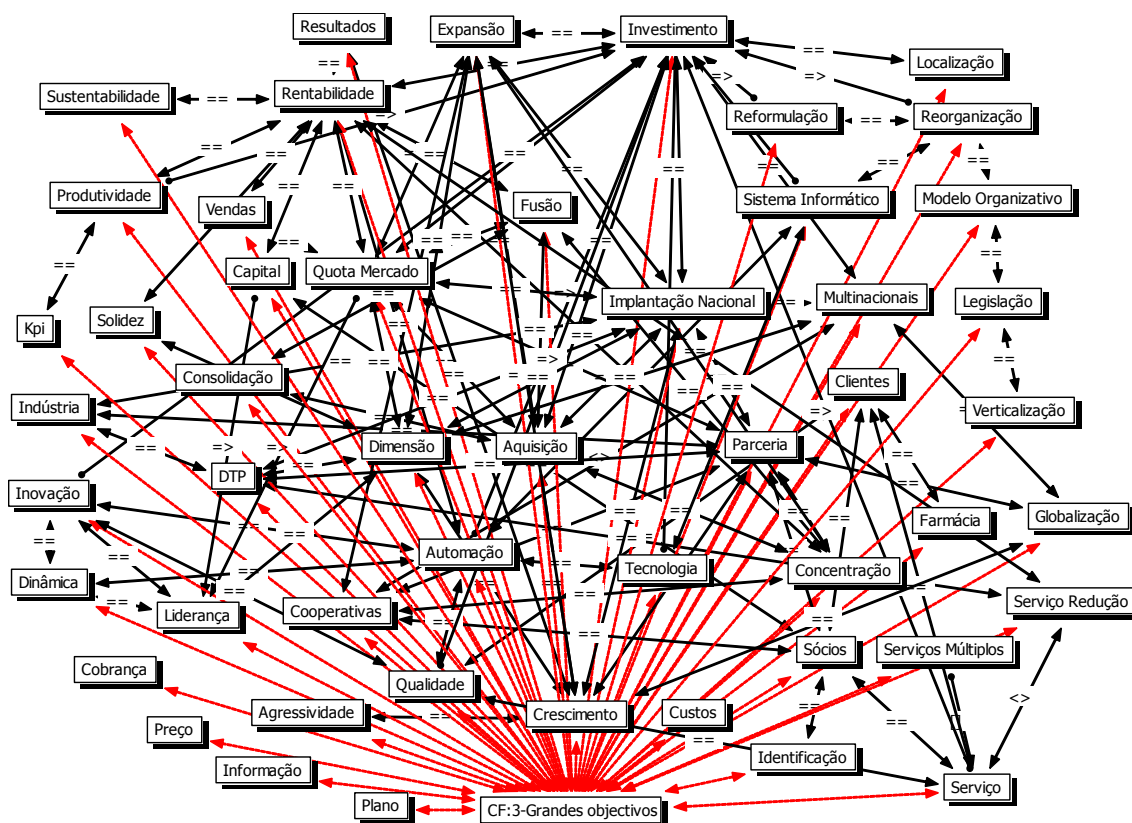 Resultados
Expansão
Investimento
Localização
Sustentabilidade
Rentabilidade
Reformulação
Reorganização
Produtividade
Vendas
Fusão
Sistema Informático
Modelo Organizativo
Capital
Quota Mercado
Implantação Nacional
Multinacionais
Legislação
Kpi
Solidez
Consolidação
Clientes
Indústria
Dimensão
Aquisição
Parceria
Verticalização
DTP
Inovação
Farmácia
Globalização
Automação
Tecnologia
Concentração
Dinâmica
Liderança
Cooperativas
Serviço Redução
Sócios
Serviços Múltiplos
Cobrança
Qualidade
Agressividade
Crescimento
Custos
Preço
Informação
Identificação
Serviço
Plano
CF:3-Grandes objectivos
==
==
==
==
=>
=>
=>
==
==
==
<>